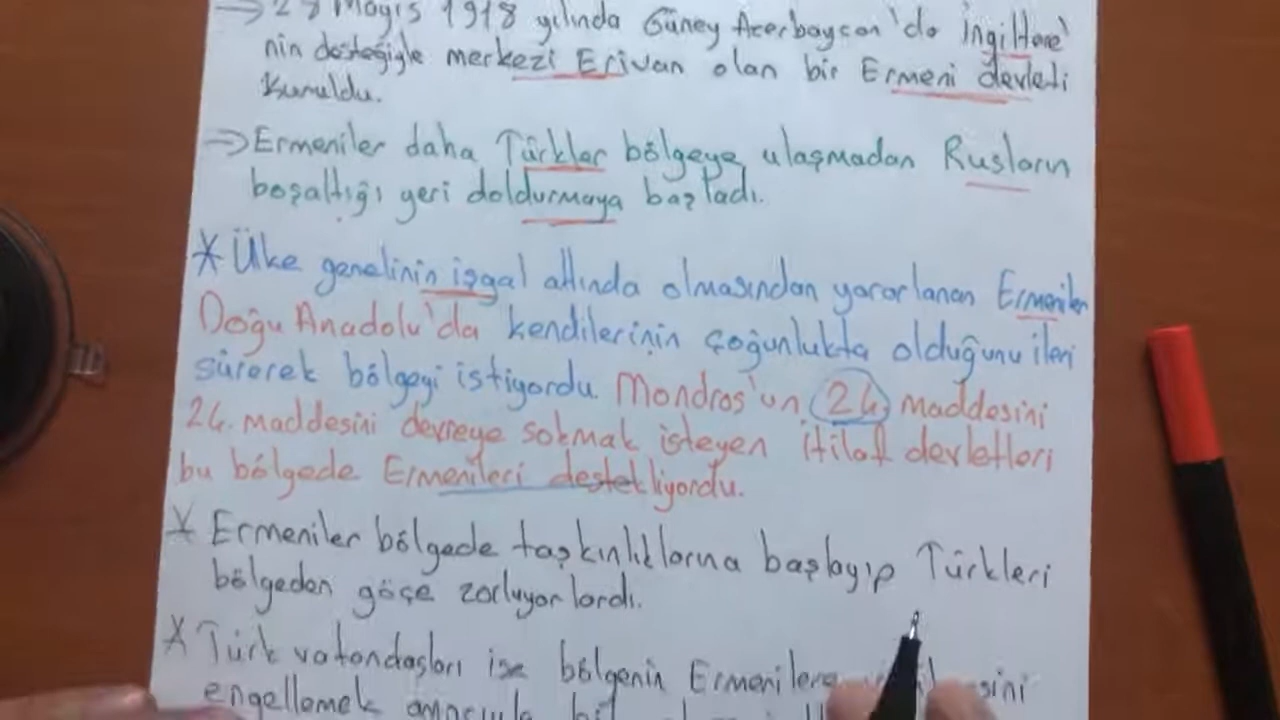 ⇒ 28 Mayıs 1918 yılında Güney Azerbaycan'da İngiltere'
nin desteğiyle merkezi Erivan olan bir Ermeni devleti
Kuruldu.
⇒ Ermeniler daha Türkler bölgeye ulaşmadan Rusların
boşalttığı yeri doldurmaya başladı.
* Ülke genelinin işgal altında olmasından yararlanan Ermeniler
Doğu Anadolu'da kendilerinin çoğunlukta olduğunu ileri
sürerek bölgeyi istiyordu. Mondros'un 24 maddesini
24. maddesini devreye sokmak isteyen itilaf devletleri
bu bölgede Ermenileri destekliyordu.
* Ermeniler bölgede taşkınlıklarına başlayıp Türkleri
bölgeden göçe zorluyorlardı.
* Türk vatandaşları ise bölgenin Ermenilere
engellemek amacıyla